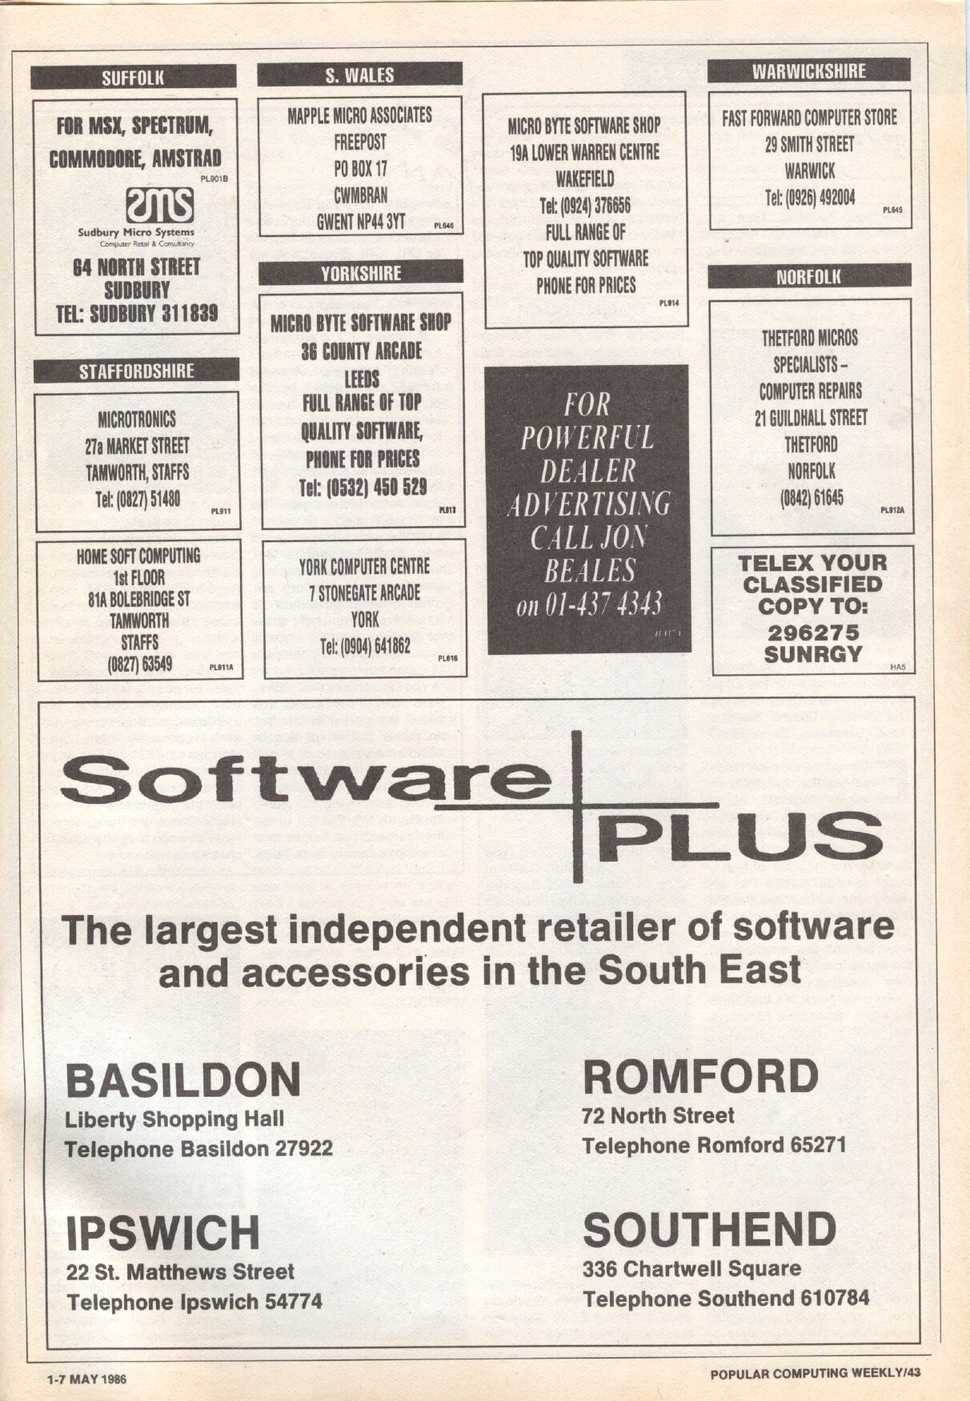 SUFFOLK
FOR MSX, SPECTRUM,
COMMODORE, AMSTRAD
PL901B
sms
Sudbury Micro Systems
Computer Retail & Consultancy
64 NORTH STREET
SUDBURY
TEL: SUDBURY 311839
STAFFORDSHIRE
MICROTRONICS
27a MARKET STREET
TAMWORTH, STAFFS
Tel: (0827) 51480
PL911
HOME SOFT COMPUTING
1st FLOOR
81A BOLEBRIDGE ST
TAMWORTH
STAFFS
(0827) 63549
PL911A
S. WALES
MAPPLE MICRO ASSOCIATES
FREEPOST
PO BOX 17
CWMBRAN
GWENT NP44 3YT
YORKSHIRE
MICRO BYTE SOFTWARE SHOP
36 COUNTY ARCADE
LEEDS
FULL RANGE OF TOP
QUALITY SOFTWARE,
PHONE FOR PRICES
Tel: (0532) 450 529
PL913
YORK COMPUTER CENTRE
7 STONEGATE ARCADE
YORK
Tel: (0904) 641862
PL916
MICRO BYTE SOFTWARE SHOP
19A LOWER WARREN CENTRE
WAKEFIELD
Tel: (0924) 376656
FULL RANGE OF
TOP QUALITY SOFTWARE
PHONE FOR PRICES
PL914
FOR
POWERFUL
DEALER
ADVERTISING
CALL JON
BEALES
on 01-437 4343
WARWICKSHIRE
FAST FORWARD COMPUTER STORE
29 SMITH STREET
WARWICK
Tel: (0926) 492004
NORFOLK
THETFORD MICROS
SPECIALISTS –
COMPUTER REPAIRS
21 GUILDHALL STREET
THETFORD
NORFOLK
(0842) 61645
PL912A
TELEX YOUR
CLASSIFIED
COPY TO:
296275
SUNRGY
HA5
Software
PLUS
The largest independent retailer of software
and accessories in the South East
BASILDON
Liberty Shopping Hall
Telephone Basildon 27922
ROMFORD
72 North Street
Telephone Romford 65271
IPSWICH
22 St. Matthews Street
Telephone Ipswich 54774
SOUTHEND
336 Chartwell Square
Telephone Southend 610784
1-7 MAY 1986
POPULAR COMPUTING WEEKLY/43